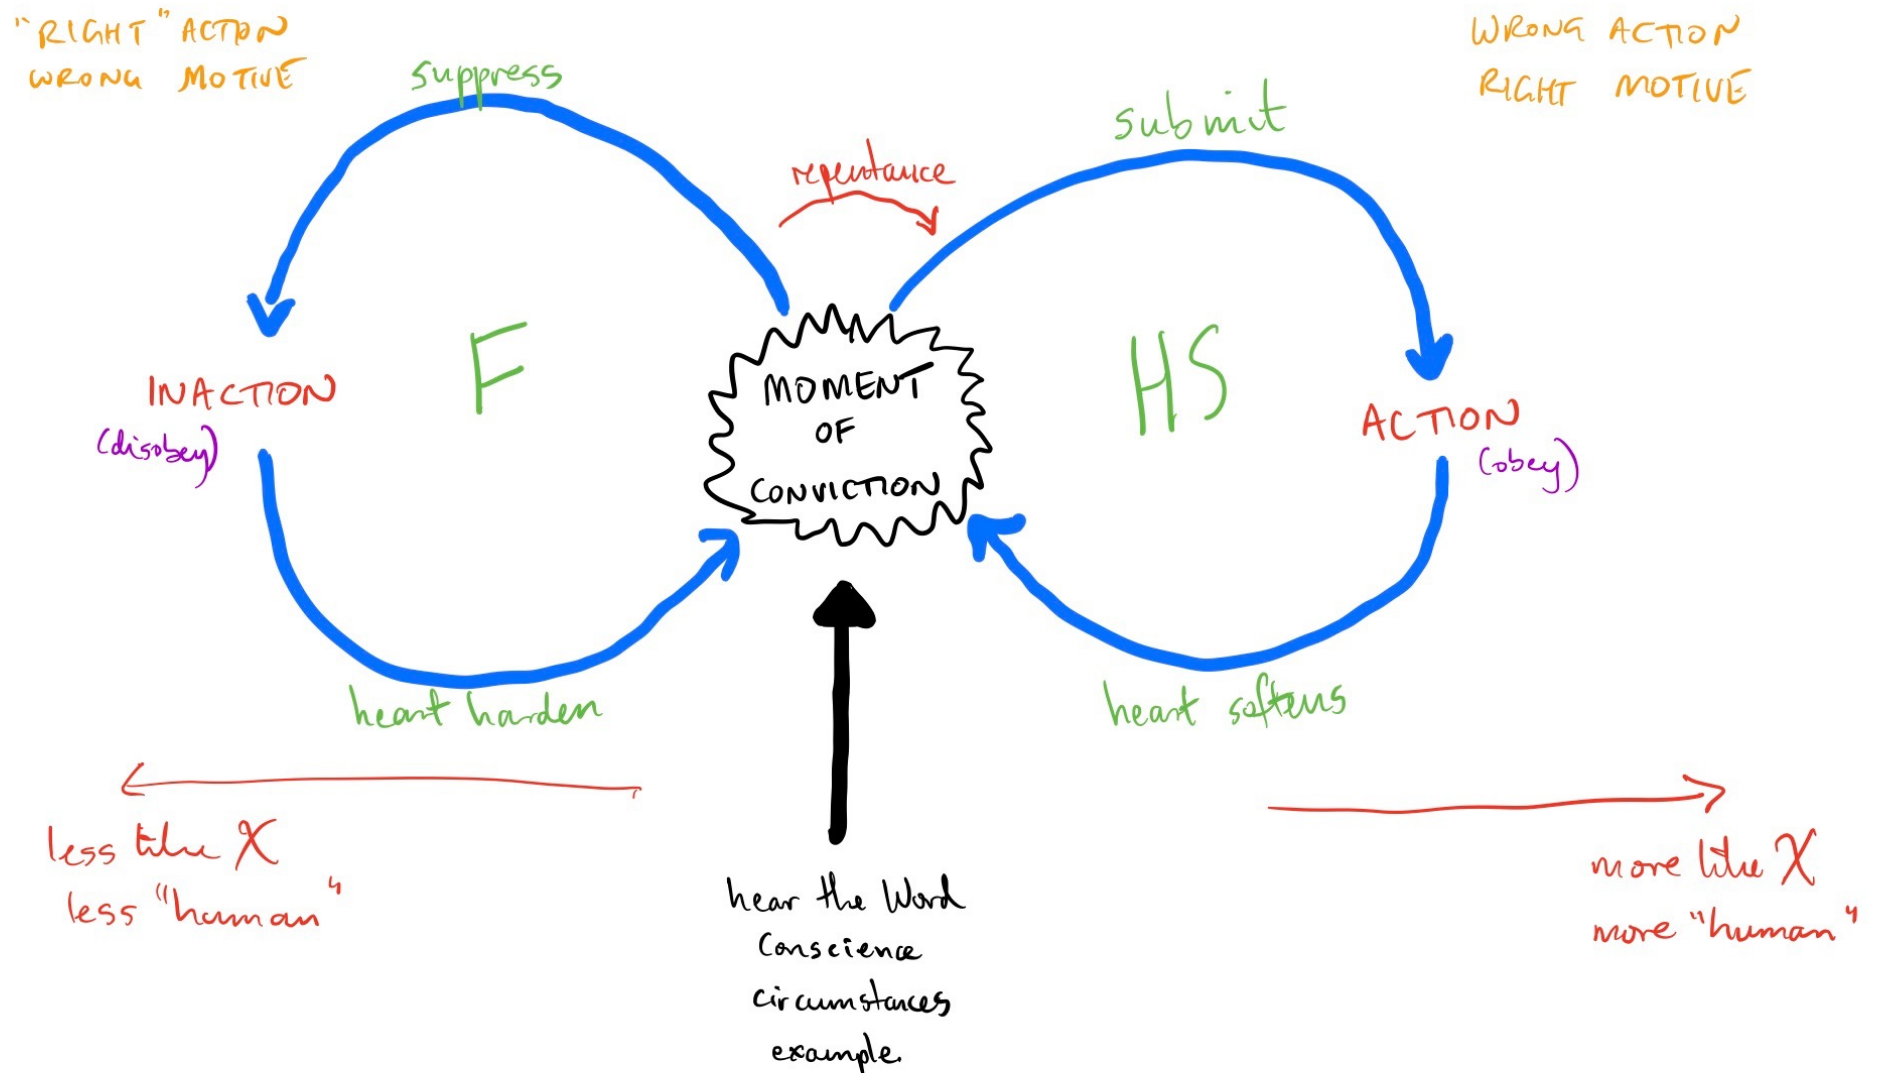 "RIGHT" ACTION
WRONG MOTIVE
WRONG ACTION
RIGHT MOTIVE
suppress
submit
repentance
F
HS
MOMENT
OF
CONVICTION
INACTION
(disobey)
ACTION
(obey)
heart harden
heart softens
less like X
less "human"
more like X
more "human"
hear the Word
Conscience
circumstances
example.